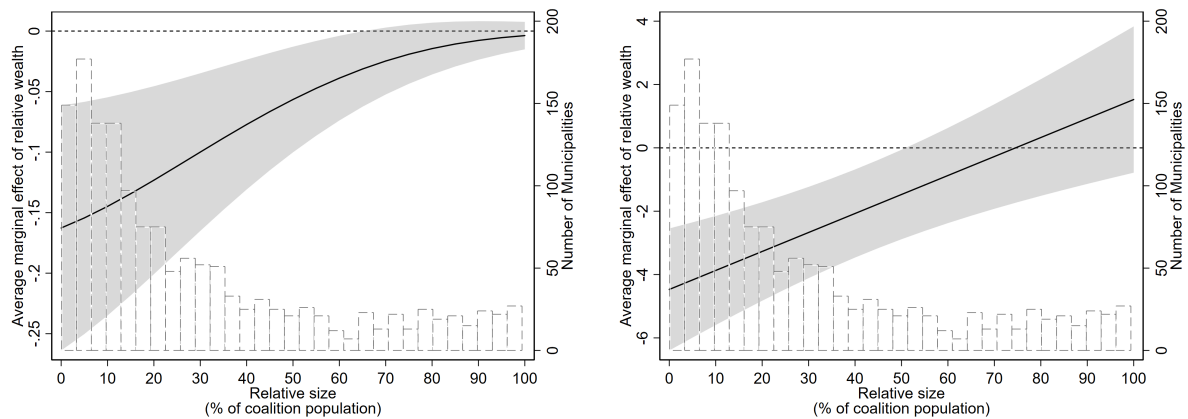 Average marginal effect of relative wealth
0
-.05
-.1
-.15
-.2
-.25
0 10 20 30 40 50 60 70 80 90 100
Relative size
(% of coalition population)
200
150
100
50
0
Number of Municipalities
Average marginal effect of relative wealth
4
2
0
-2
-4
-6
0 10 20 30 40 50 60 70 80 90 100
Relative size
(% of coalition population)
200
150
100
50
0
Number of Municipalities